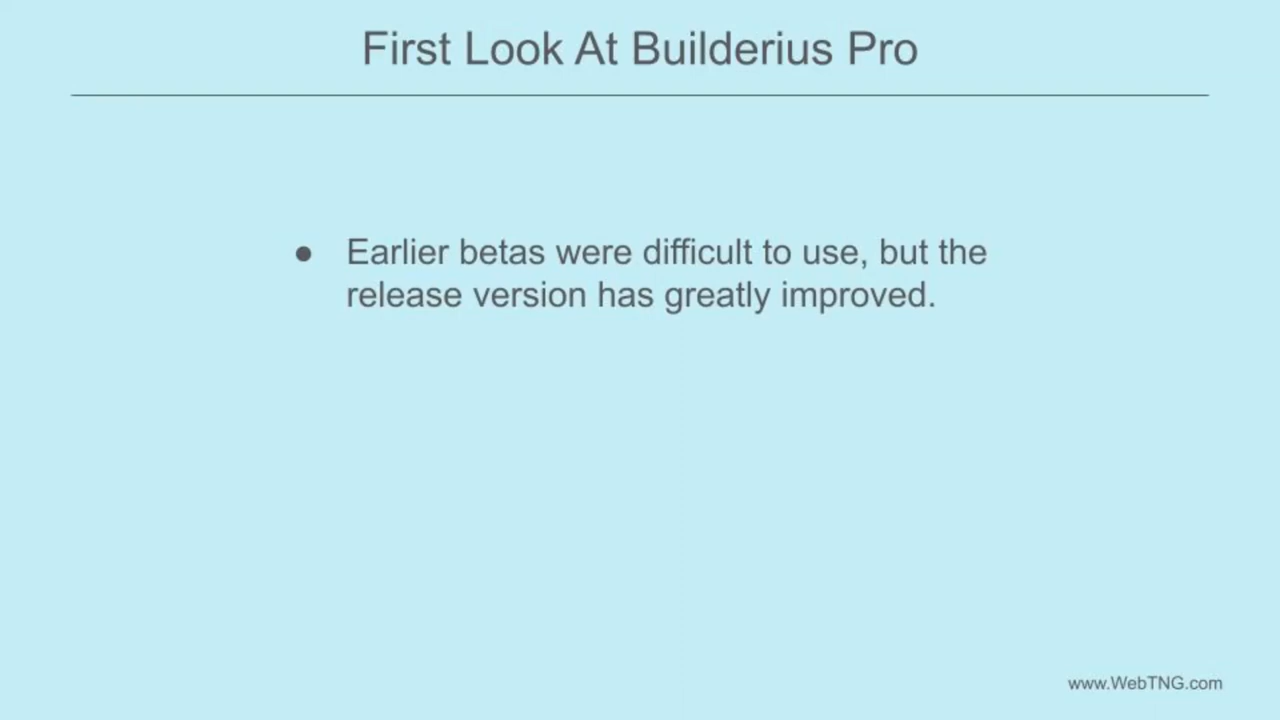 First Look At Builderius Pro
● Earlier betas were difficult to use, but the
release version has greatly improved.
www.WebTNG.com